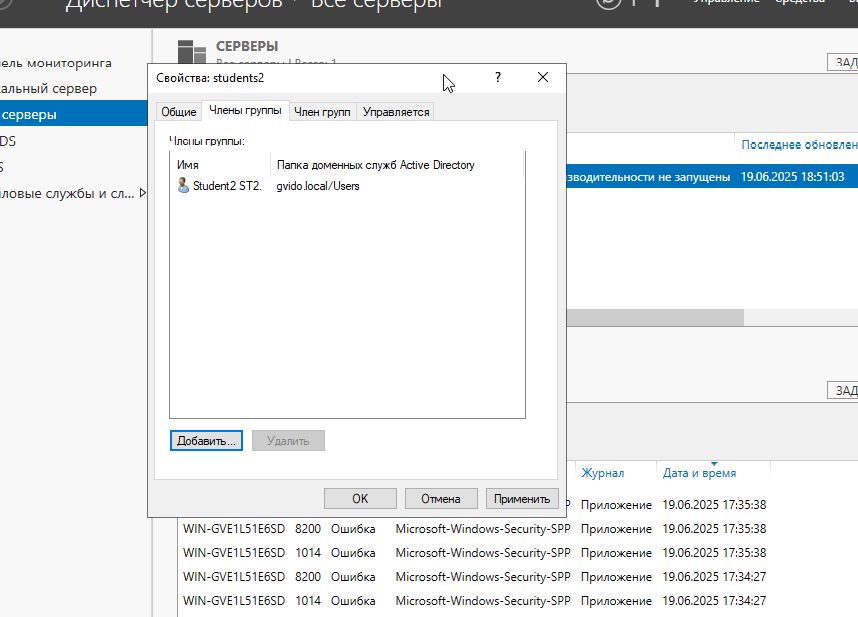 Диспетчер серверов · Все серверы
Управление
СЕРВЕРЫ
Все серверы | Всего: 1
ель мониторинга
альный сервер
серверы
DS
S
йловые службы и сл...
ЗАД
Последнее обновлен
зводительности не запущены 19.06.2025 18:51:03
ЗАД
Свойства: students2
?
Общие Члены группы Член групп Управляется
Члены группы:
Имя Папка доменных служб Active Directory
Student2 ST2. gvido.local/Users
Добавить... Удалить
OK Отмена Применить
Журнал Дата и время
Приложение 19.06.2025 17:35:38
WIN-GVE1L51E6SD 8200 Ошибка Microsoft-Windows-Security-SPP Приложение 19.06.2025 17:35:38
WIN-GVE1L51E6SD 1014 Ошибка Microsoft-Windows-Security-SPP Приложение 19.06.2025 17:35:38
WIN-GVE1L51E6SD 8200 Ошибка Microsoft-Windows-Security-SPP Приложение 19.06.2025 17:34:27
WIN-GVE1L51E6SD 1014 Ошибка Microsoft-Windows-Security-SPP Приложение 19.06.2025 17:34:27